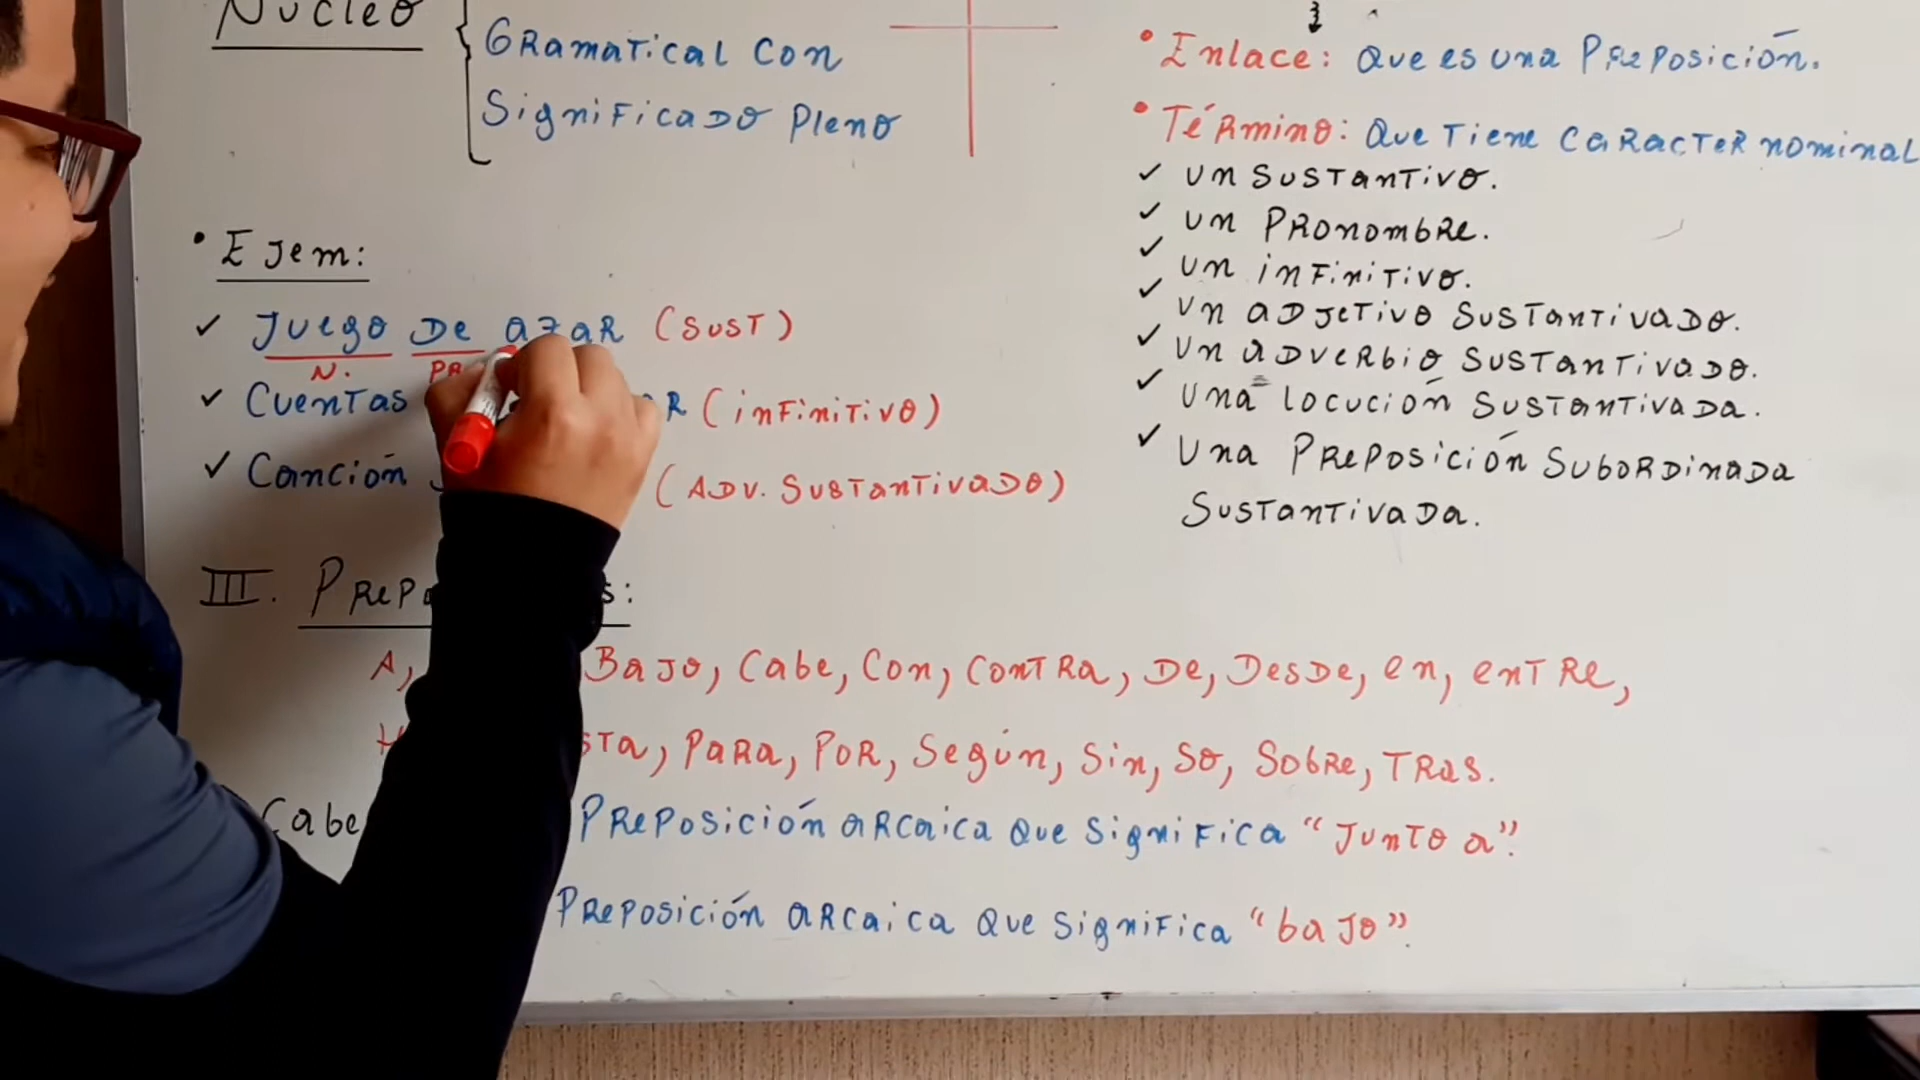 Núcleo
Gramatical con
Significado Pleno
• Enlace: Que es una Preposición.
• Término: Que Tiene Caracter nominal
✓ un sustantivo.
✓ un Pronombre.
✓ un infinitivo.
✓ un adjetivo sustantivado.
✓ un adverbio sustantivado.
✓ una locución sustantivada.
✓ una Preposición Subordinada
Sustantivada.
• Ejem:
✓ Juego De azar (sust)
N. PR
✓ Cuentas R (infinitivo)
✓ Canción (Adv. Sustantivado)
III. Prepo s:
A, Bajo, Cabe, Con, Contra, De, Desde, en, entre,
sta, Para, Por, Según, Sin, So, Sobre, Tras.
Cabe Preposición arcaica que significa "Junto a".
Preposición arcaica que significa "bajo".